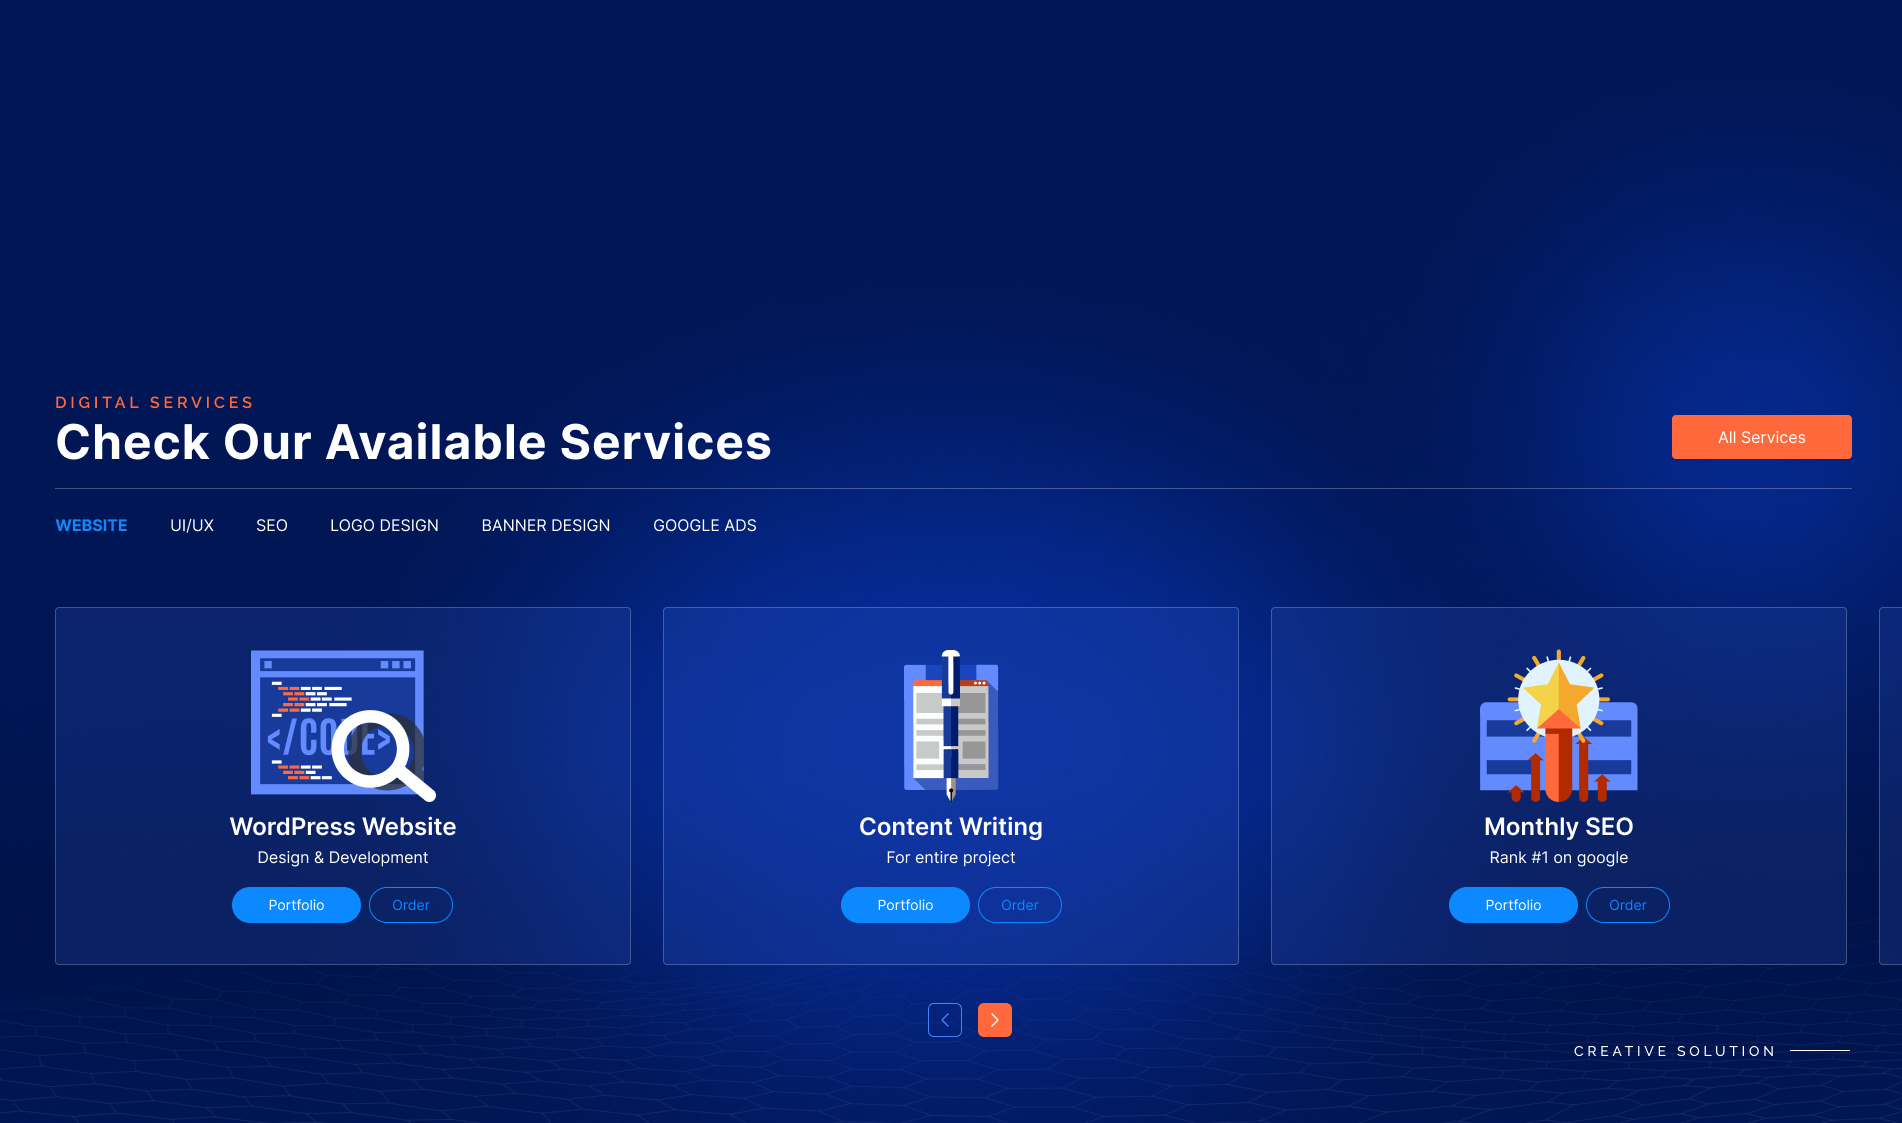 DIGITAL SERVICES
Check Our Available Services
All Services
WEBSITE UI/UX SEO LOGO DESIGN BANNER DESIGN GOOGLE ADS
</CODE>
WordPress Website
Design & Development
Portfolio Order
Content Writing
For entire project
Portfolio Order
Monthly SEO
Rank #1 on google
Portfolio Order
CREATIVE SOLUTION